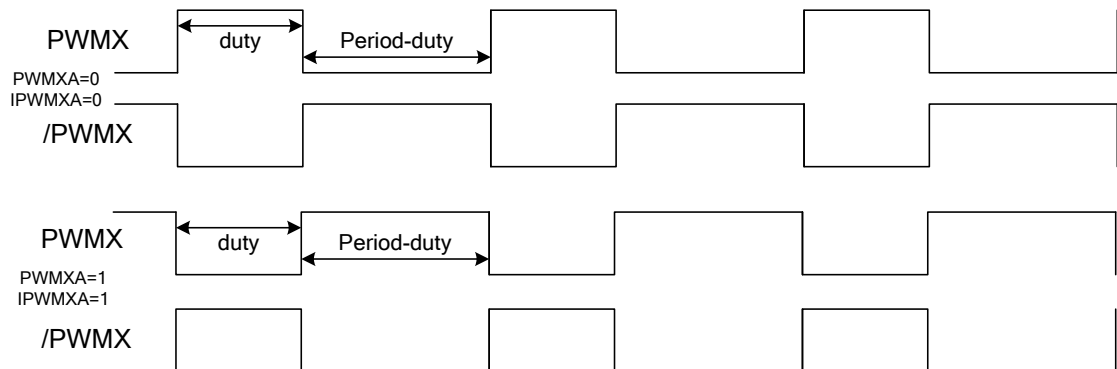 PWMX
duty
Period-duty
PWMXA=0
IPWMXA=0
/PWMX
PWMX
duty
Period-duty
PWMXA=1
IPWMXA=1
/PWMX